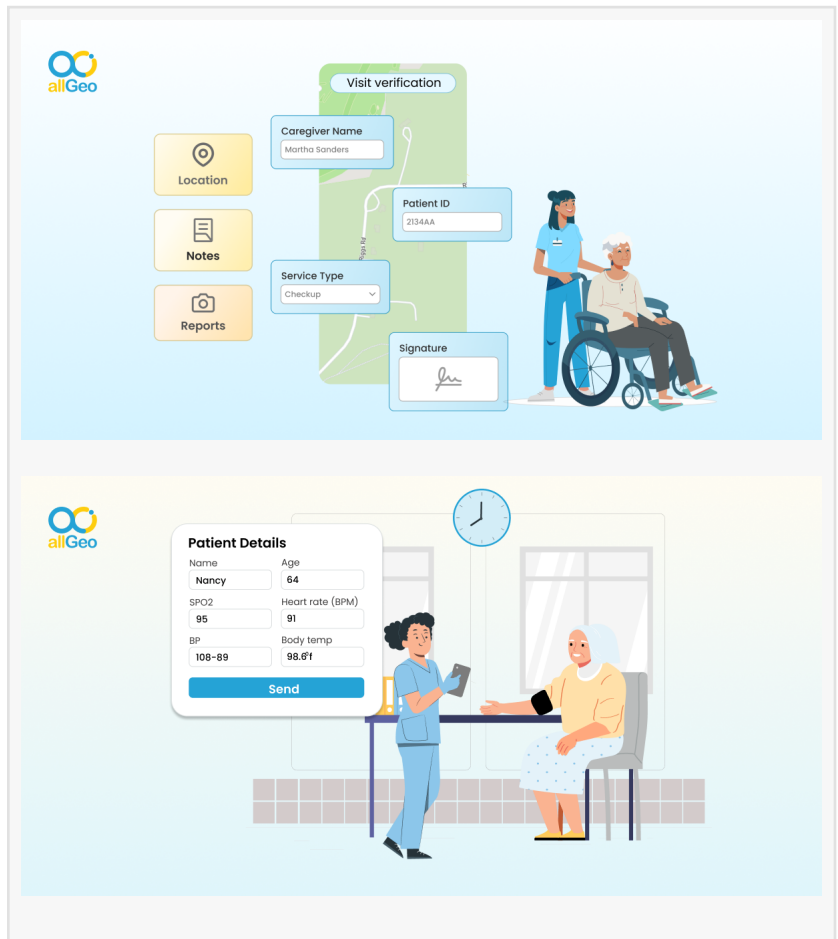 allGeo
Visit verification
Caregiver Name
Martha Sanders
Location
Patient ID
2134AA
Notes
Riggs Rd
Service Type
Checkup
Reports
Signature
allGeo
Patient Details
Name Age
Nancy 64
SPO2 Heart rate (BPM)
95 91
BP Body temp
108-89 98.6°f
Send